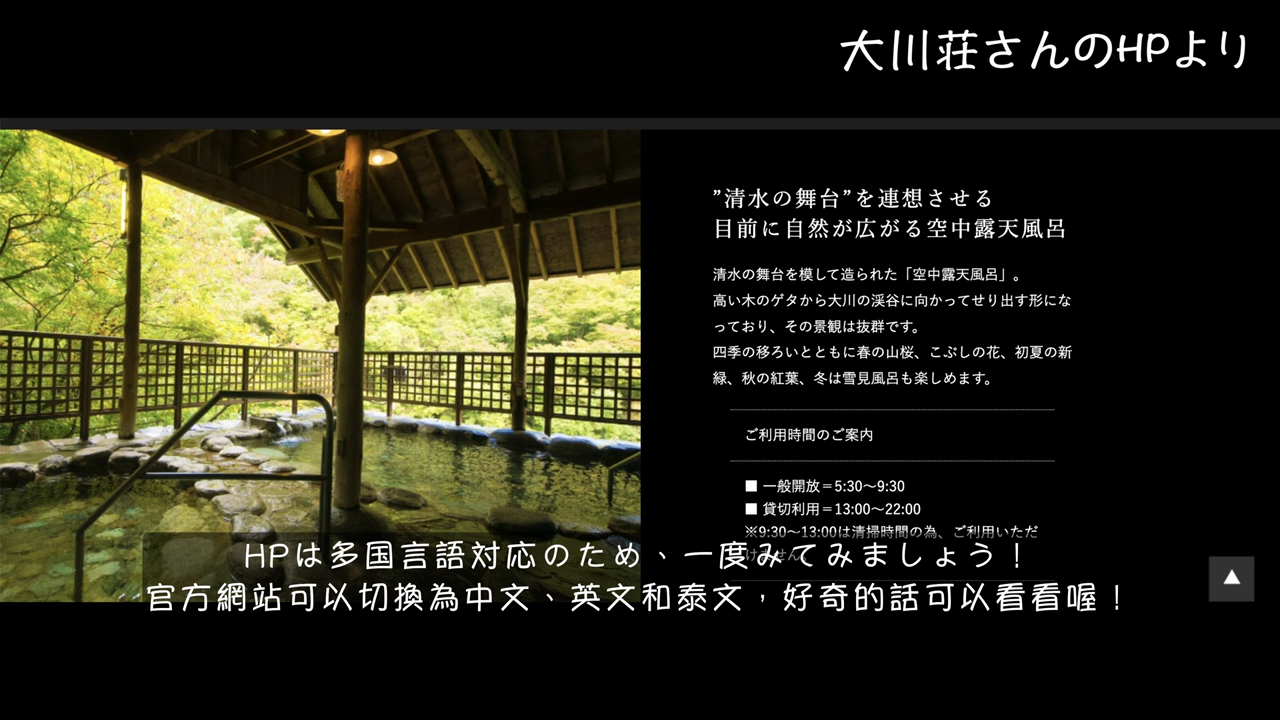 大川荘さんのHPより
”清水の舞台”を連想させる
目前に自然が広がる空中露天風呂
清水の舞台を模して造られた「空中露天風呂」。
高い木のゲタから大川の渓谷に向かってせり出す形にな
っており、その景観は抜群です。
四季の移ろいとともに春の山桜、こぶしの花、初夏の新
緑、秋の紅葉、冬は雪見風呂も楽しめます。
ご利用時間のご案内
■ 一般開放＝5:30〜9:30
■ 貸切利用＝13:00〜22:00
※9:30〜13:00は清掃時間の為、ご利用いただ
けません
HPは多国言語対応のため、一度みてみましょう！
官方網站可以切換為中文、英文和泰文，好奇的話可以看看喔！